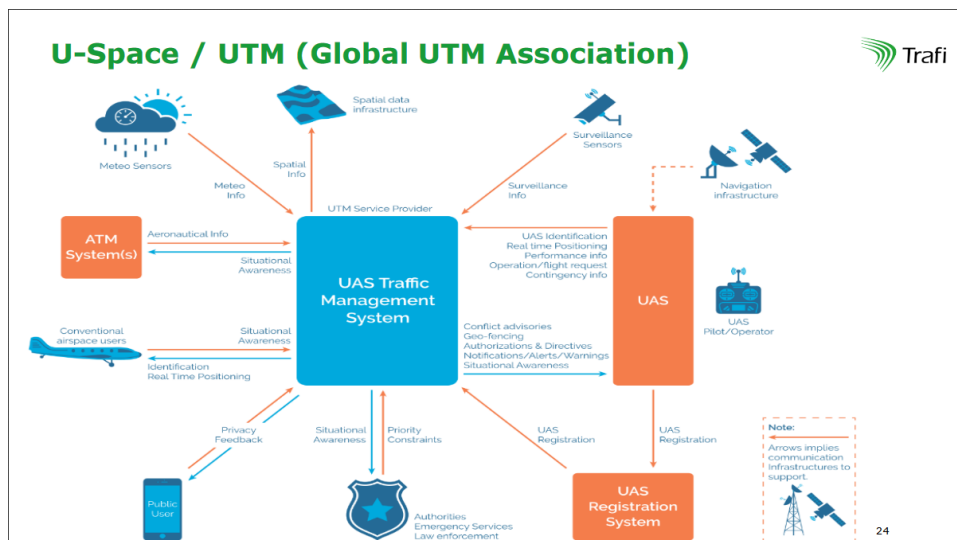 U-Space / UTM (Global UTM Association)
Trafi
Spatial data
infrastructure
Surveillance
Sensors
Meteo Sensors
Navigation
infrastructure
Spatial
Info
Meteo
Info
Surveillance
Info
UTM Service Provider
ATM
System(s)
Aeronautical Info
Situational
Awareness
UAS Traffic
Management
System
UAS Identification
Real time Positioning
Performance info
Operation/flight request
Contingency info
UAS
UAS
Pilot/Operator
Conventional
airspace users
Situational
Awareness
Identification
Real Time Positioning
Conflict advisories
Geo-fencing
Authorizations & Directives
Notifications/Alerts/Warnings
Situational Awareness
Privacy
Feedback
Situational
Awareness
Priority
Constraints
UAS
Registration
UAS
Registration
Note:
Arrows implies
communication
Infrastructures to
support.
Public
User
Authorities
Emergency Services
Law enforcement
UAS
Registration
System
24